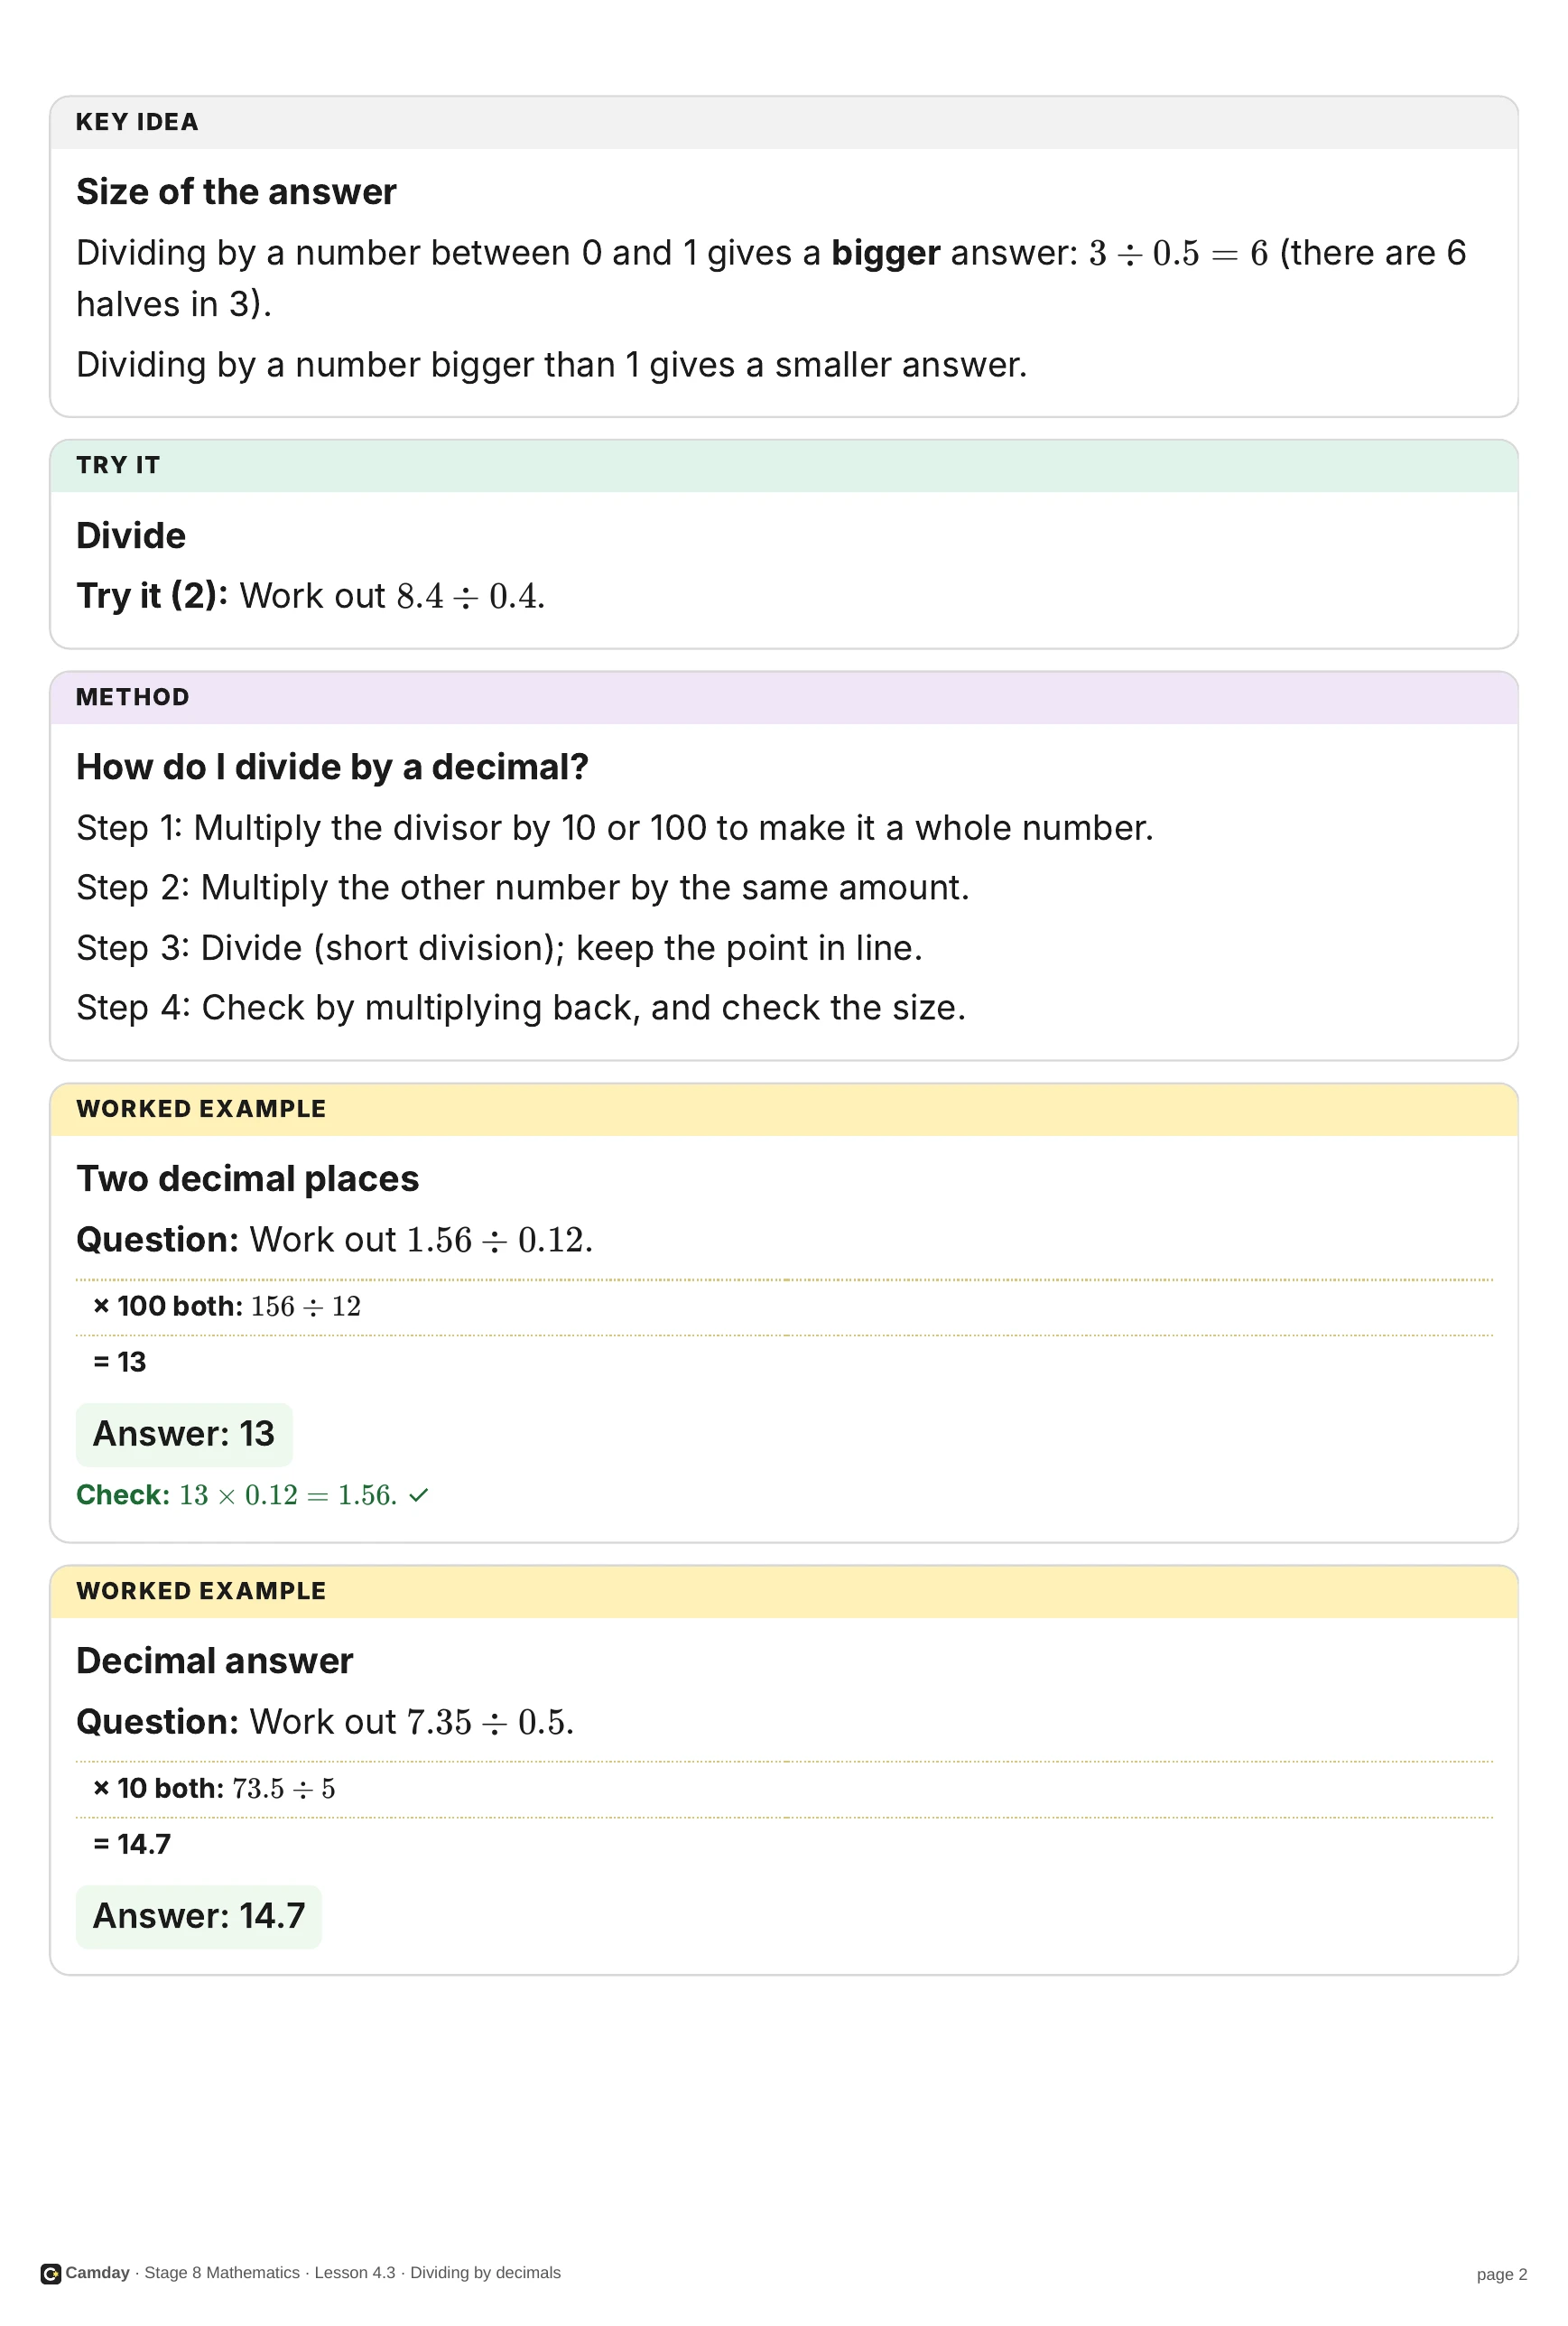 KEY IDEA
Size of the answer
Dividing by a number between 0 and 1 gives a bigger answer: 3 ÷ 0.5 = 6 (there are 6
halves in 3).
Dividing by a number bigger than 1 gives a smaller answer.
TRY IT
Divide
Try it (2): Work out 8.4 ÷ 0.4.
METHOD
How do I divide by a decimal?
Step 1: Multiply the divisor by 10 or 100 to make it a whole number.
Step 2: Multiply the other number by the same amount.
Step 3: Divide (short division); keep the point in line.
Step 4: Check by multiplying back, and check the size.
WORKED EXAMPLE
Two decimal places
Question: Work out 1.56 ÷ 0.12.
× 100 both: 156 ÷ 12
= 13
Answer: 13
Check: 13 × 0.12 = 1.56. ✓
WORKED EXAMPLE
Decimal answer
Question: Work out 7.35 ÷ 0.5.
× 10 both: 73.5 ÷ 5
= 14.7
Answer: 14.7
Camday · Stage 8 Mathematics · Lesson 4.3 · Dividing by decimals
page 2